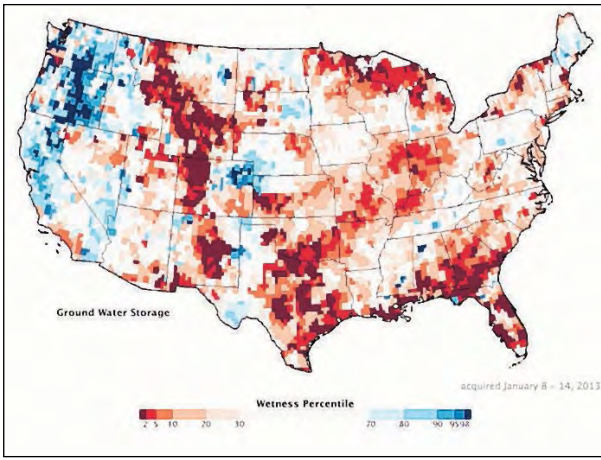 Ground Water Storage
acquired January 8 - 14, 2013
Wetness Percentile
2 5 10 20 30 70 80 90 95 98